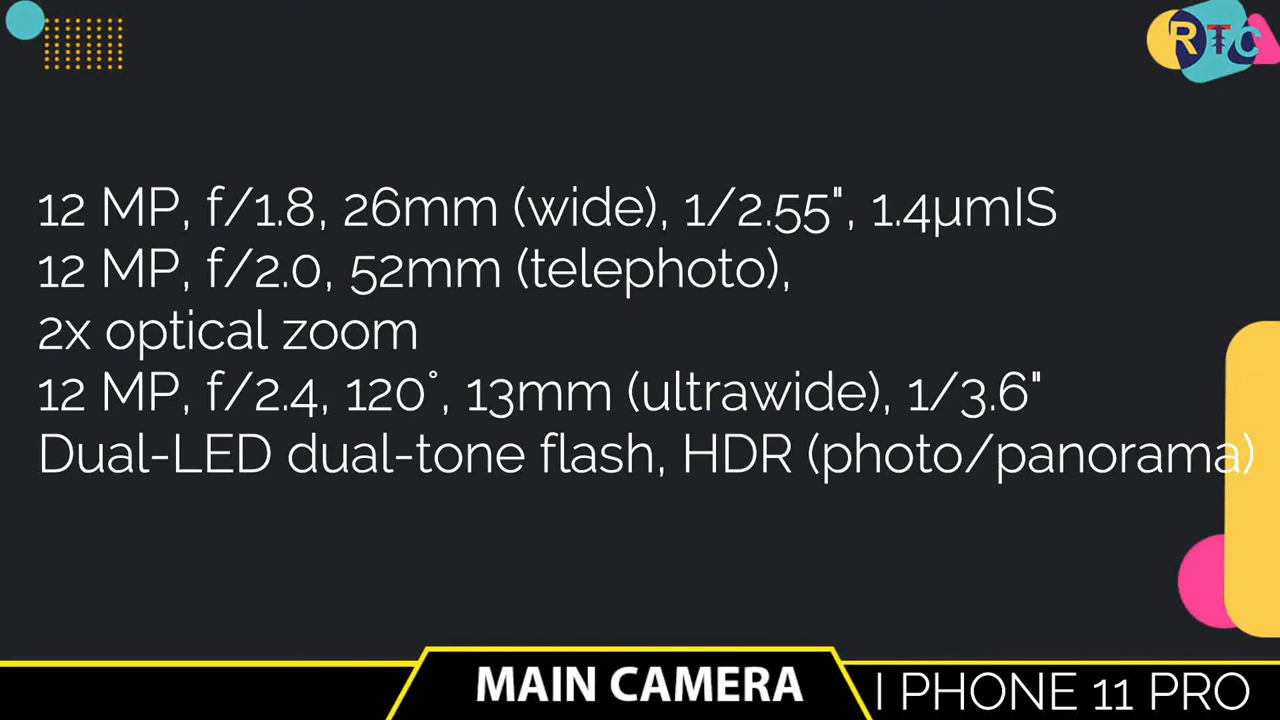 RTC
12 MP, f/1.8, 26mm (wide), 1/2.55", 1.4µmIS
12 MP, f/2.0, 52mm (telephoto),
2x optical zoom
12 MP, f/2.4, 120°, 13mm (ultrawide), 1/3.6"
Dual-LED dual-tone flash, HDR (photo/panorama)
MAIN CAMERA
I PHONE 11 PRO